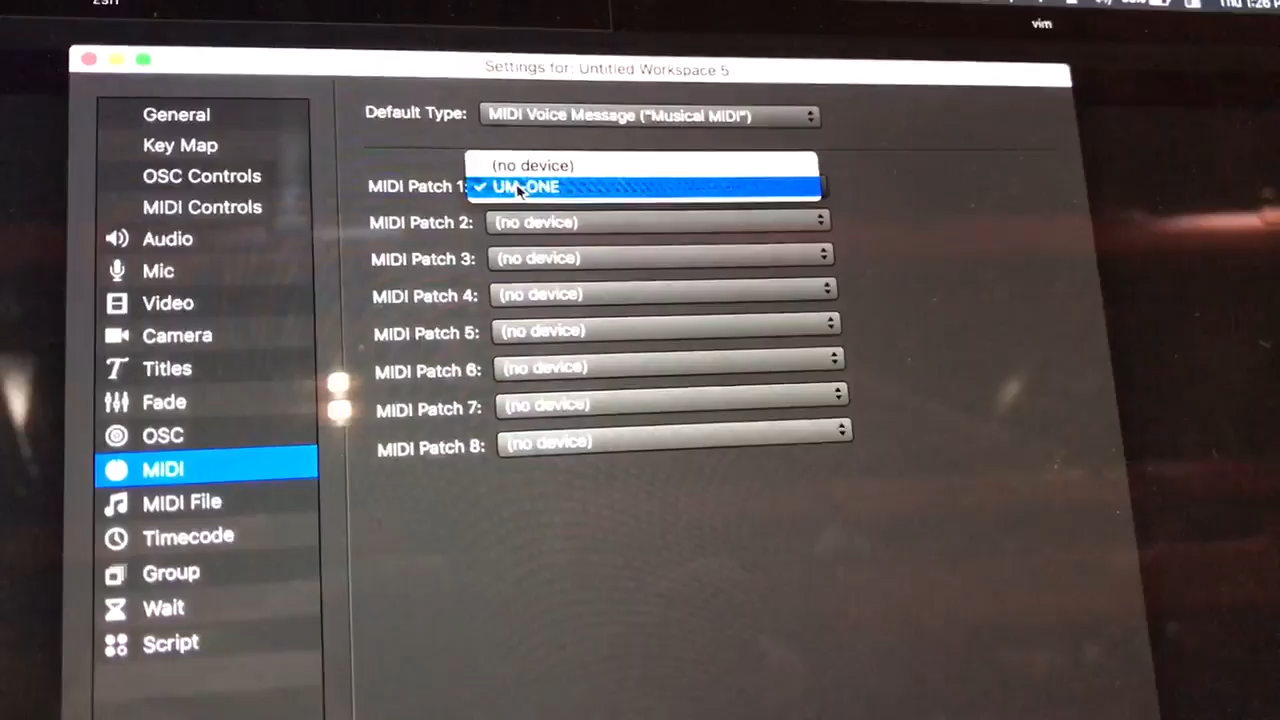 zsh
Thu 1:26
vim
Settings for: Untitled Workspace 5
General
Key Map
OSC Controls
MIDI Controls
Audio
Mic
Video
Camera
Titles
Fade
OSC
MIDI
MIDI File
Timecode
Group
Wait
Script
Default Type: MIDI Voice Message ("Musical MIDI")
(no device)
MIDI Patch 1: ✓ UM-ONE
MIDI Patch 2: (no device)
MIDI Patch 3: (no device)
MIDI Patch 4: (no device)
MIDI Patch 5: (no device)
MIDI Patch 6: (no device)
MIDI Patch 7: (no device)
MIDI Patch 8: (no device)